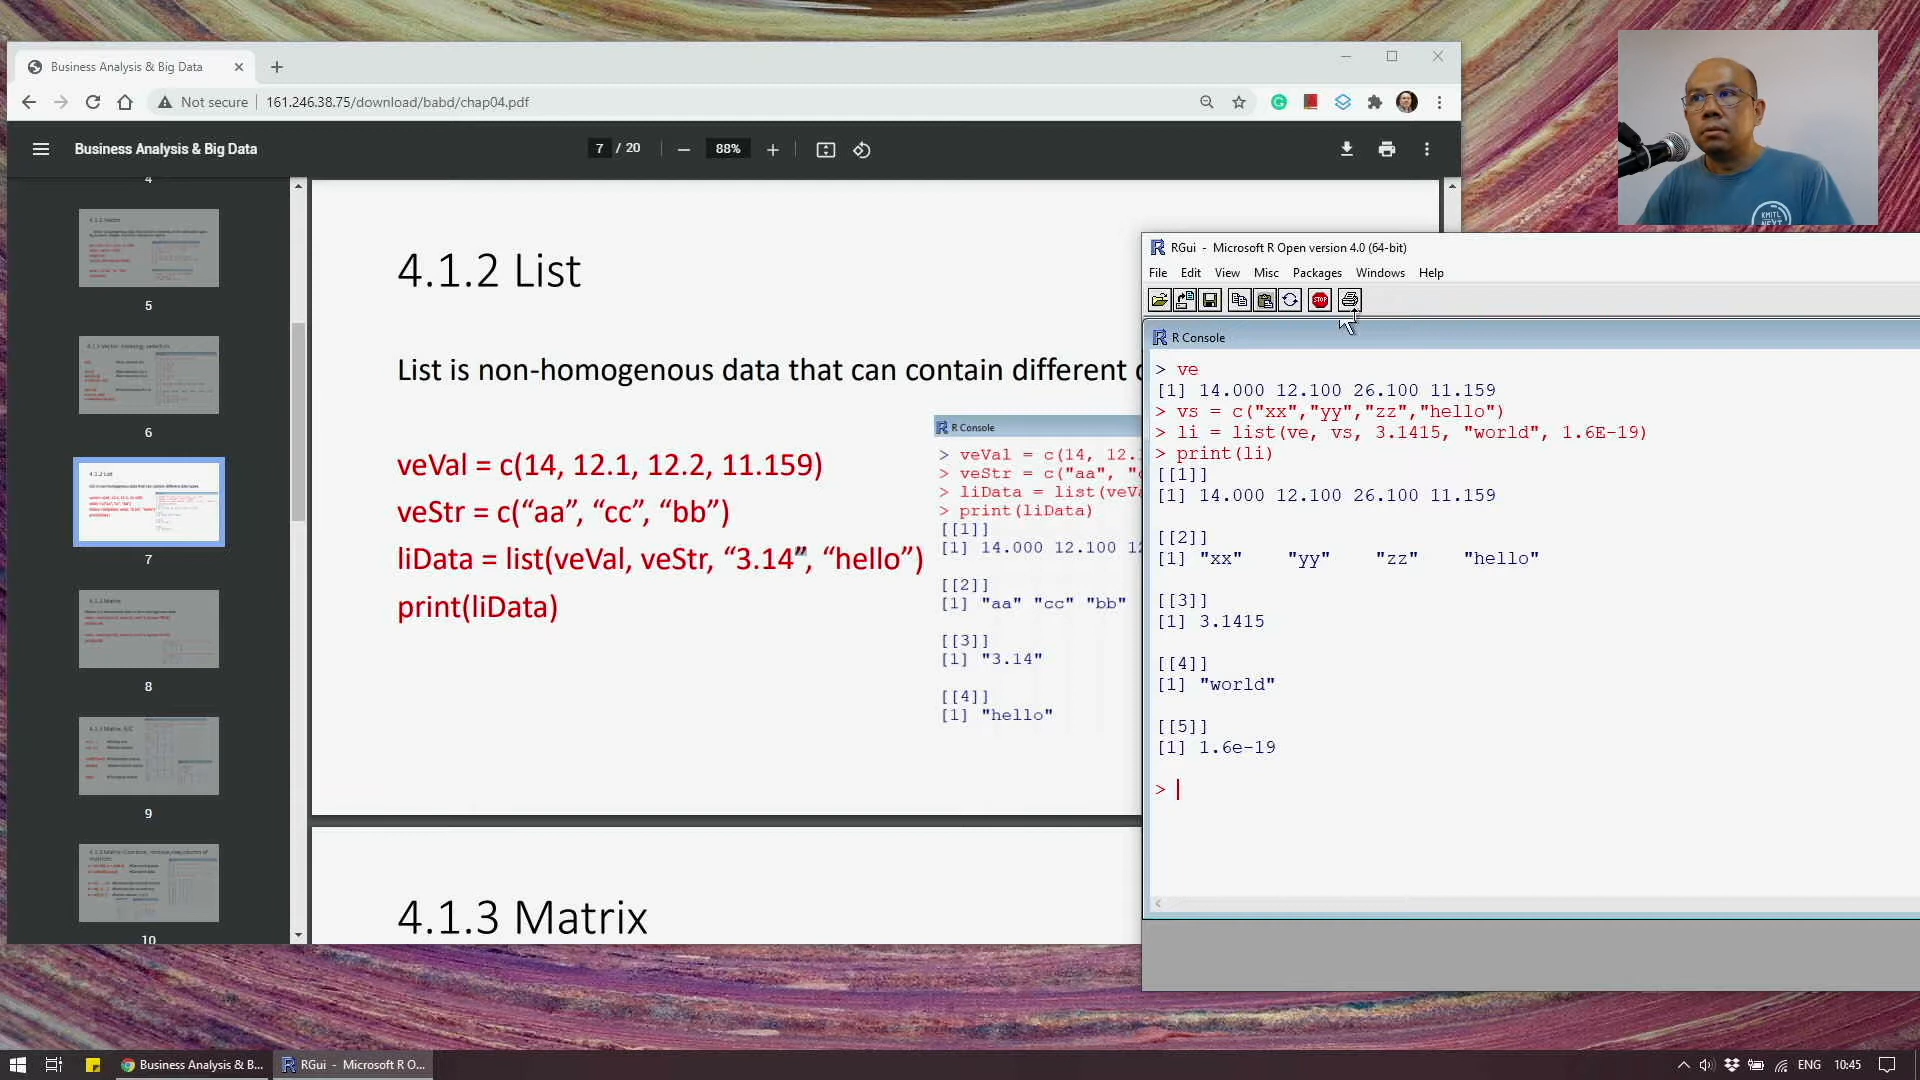 Business Analysis & Big Data
Not secure
161.246.38.75/download/babd/chap04.pdf
Business Analysis & Big Data
7 / 20
88%
4
5
6
7
8
9
10
4.1.2 List
List is non-homogenous data that can contain different
veVal = c(14, 12.1, 12.2, 11.159)
veStr = c(“aa”, “cc”, “bb”)
liData = list(veVal, veStr, “3.14”, “hello”)
print(liData)
R Console
> veVal = c(14, 12.1
> veStr = c("aa", "c
> liData = list(veVa
> print(liData)
[[1]]
[1] 14.000 12.100 12
[[2]]
[1] "aa" "cc" "bb"
[[3]]
[1] "3.14"
[[4]]
[1] "hello"
4.1.3 Matrix
RGui - Microsoft R Open version 4.0 (64-bit)
File Edit View Misc Packages Windows Help
STOP
R Console
> ve
[1] 14.000 12.100 26.100 11.159
> vs = c("xx","yy","zz","hello")
> li = list(ve, vs, 3.1415, "world", 1.6E-19)
> print(li)
[[1]]
[1] 14.000 12.100 26.100 11.159
[[2]]
[1] "xx" "yy" "zz" "hello"
[[3]]
[1] 3.1415
[[4]]
[1] "world"
[[5]]
[1] 1.6e-19
>
KMITL
NEXT
Business Analysis & B...
RGui - Microsoft R O...
ENG
10:45